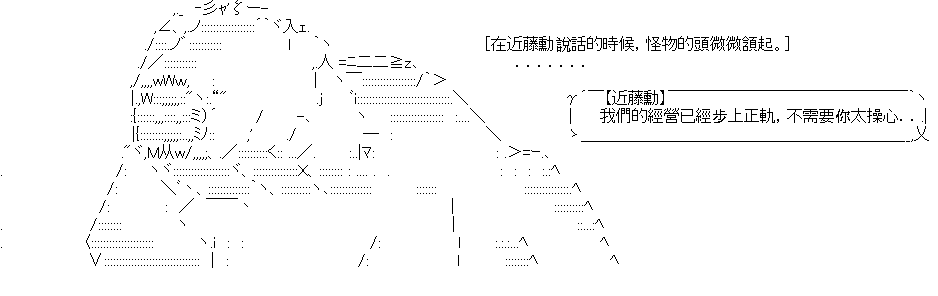 [在近藤勳說話的時候, 怪物的頭微微頷起。]
．．．．．．．
【近藤勳】
我們的經營已經步上正軌, 不需要你太操心．．